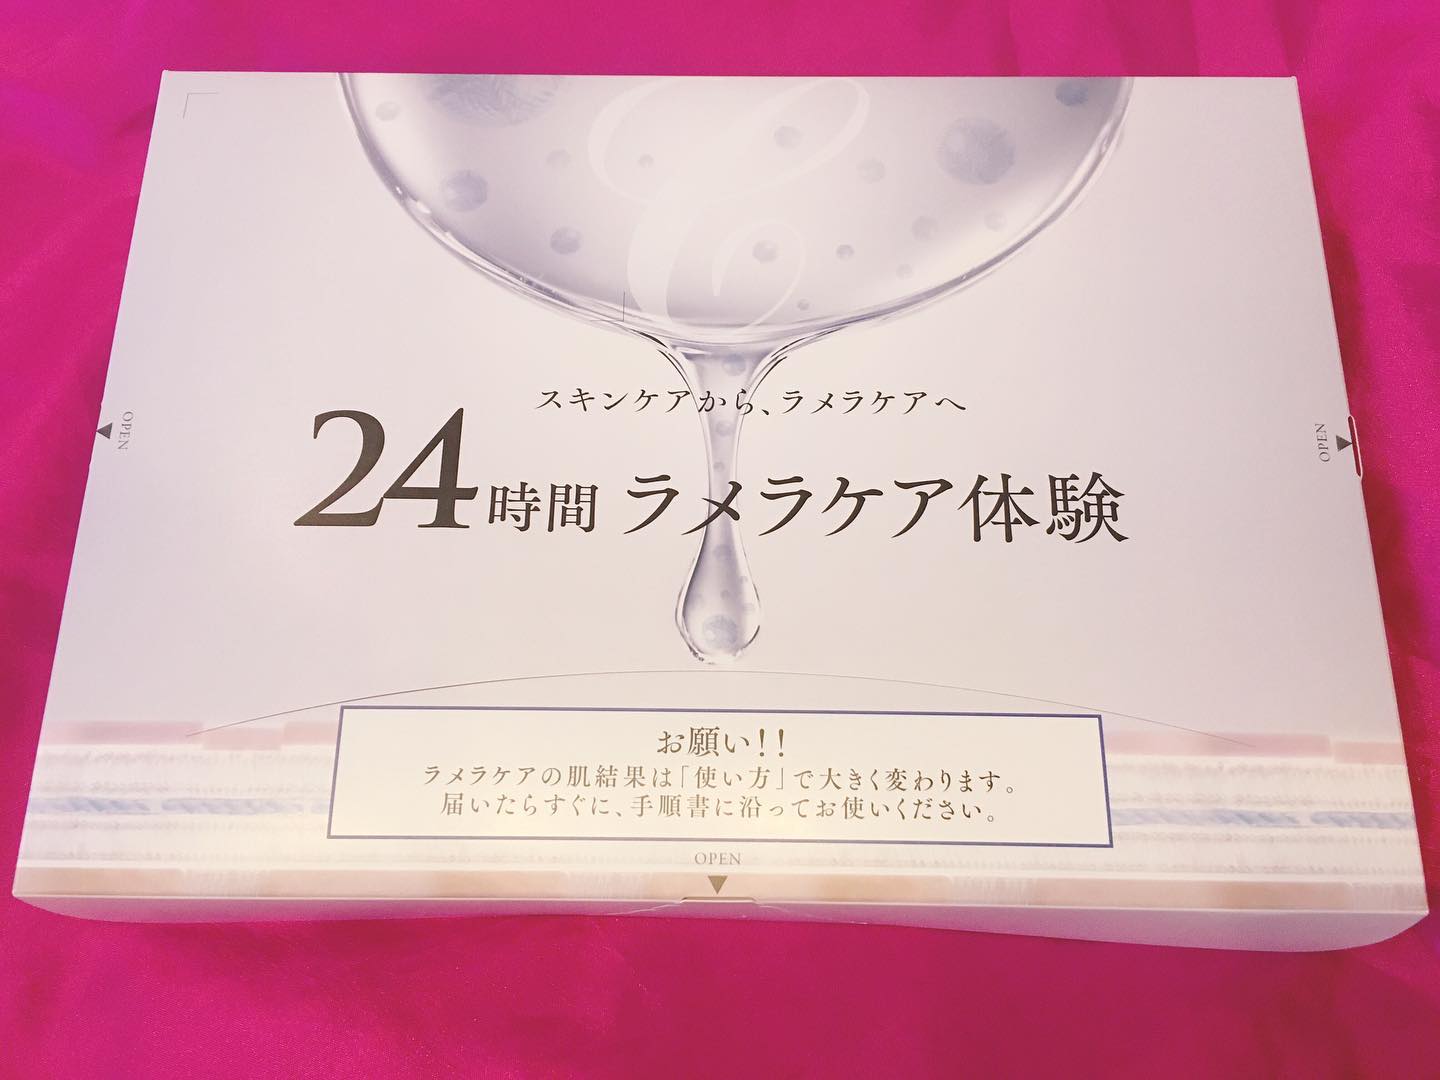 スキンケアから、ラメラケアへ
24時間 ラメラケア体験
OPEN
OPEN
お願い!!
ラメラケアの肌結果は「使い方」で大きく変わります。
届いたらすぐに、手順書に沿ってお使いください。
OPEN